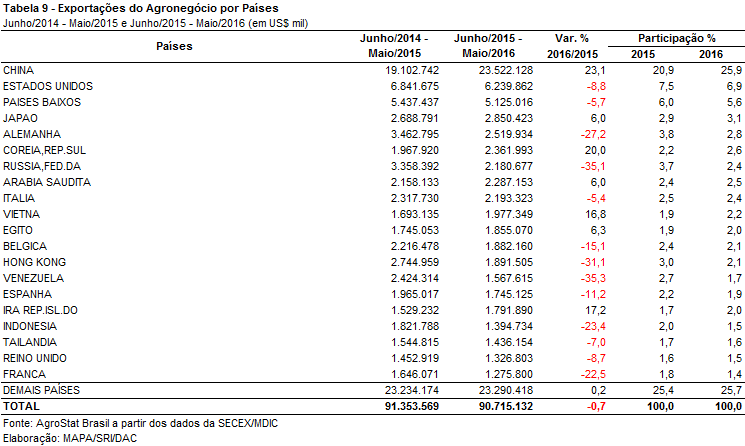 Tabela 9 - Exportações do Agronegócio por Países
Junho/2014 - Maio/2015 e Junho/2015 - Maio/2016 (em US$ mil)
Países Junho/2014 - Maio/2015 Junho/2015 - Maio/2016 Var. % 2016/2015 Participação % 2015 2016
CHINA 19.102.742 23.522.128 23,1 20,9 25,9
ESTADOS UNIDOS 6.841.675 6.239.862 -8,8 7,5 6,9
PAISES BAIXOS 5.437.437 5.125.016 -5,7 6,0 5,6
JAPAO 2.688.791 2.850.423 6,0 2,9 3,1
ALEMANHA 3.462.795 2.519.934 -27,2 3,8 2,8
COREIA,REP.SUL 1.967.920 2.361.993 20,0 2,2 2,6
RUSSIA,FED.DA 3.358.392 2.180.677 -35,1 3,7 2,4
ARABIA SAUDITA 2.158.133 2.287.153 6,0 2,4 2,5
ITALIA 2.317.730 2.193.323 -5,4 2,5 2,4
VIETNA 1.693.135 1.977.349 16,8 1,9 2,2
EGITO 1.745.053 1.855.070 6,3 1,9 2,0
BELGICA 2.216.478 1.882.160 -15,1 2,4 2,1
HONG KONG 2.744.959 1.891.505 -31,1 3,0 2,1
VENEZUELA 2.424.314 1.567.615 -35,3 2,7 1,7
ESPANHA 1.965.017 1.745.125 -11,2 2,2 1,9
IRA REP.ISL.DO 1.529.232 1.791.890 17,2 1,7 2,0
INDONESIA 1.821.788 1.394.734 -23,4 2,0 1,5
TAILANDIA 1.544.815 1.436.154 -7,0 1,7 1,6
REINO UNIDO 1.452.919 1.326.803 -8,7 1,6 1,5
FRANCA 1.646.071 1.275.800 -22,5 1,8 1,4
DEMAIS PAÍSES 23.234.174 23.290.418 0,2 25,4 25,7
TOTAL 91.353.569 90.715.132 -0,7 100,0 100,0
Fonte: AgroStat Brasil a partir dos dados da SECEX/MDIC
Elaboração: MAPA/SRI/DAC